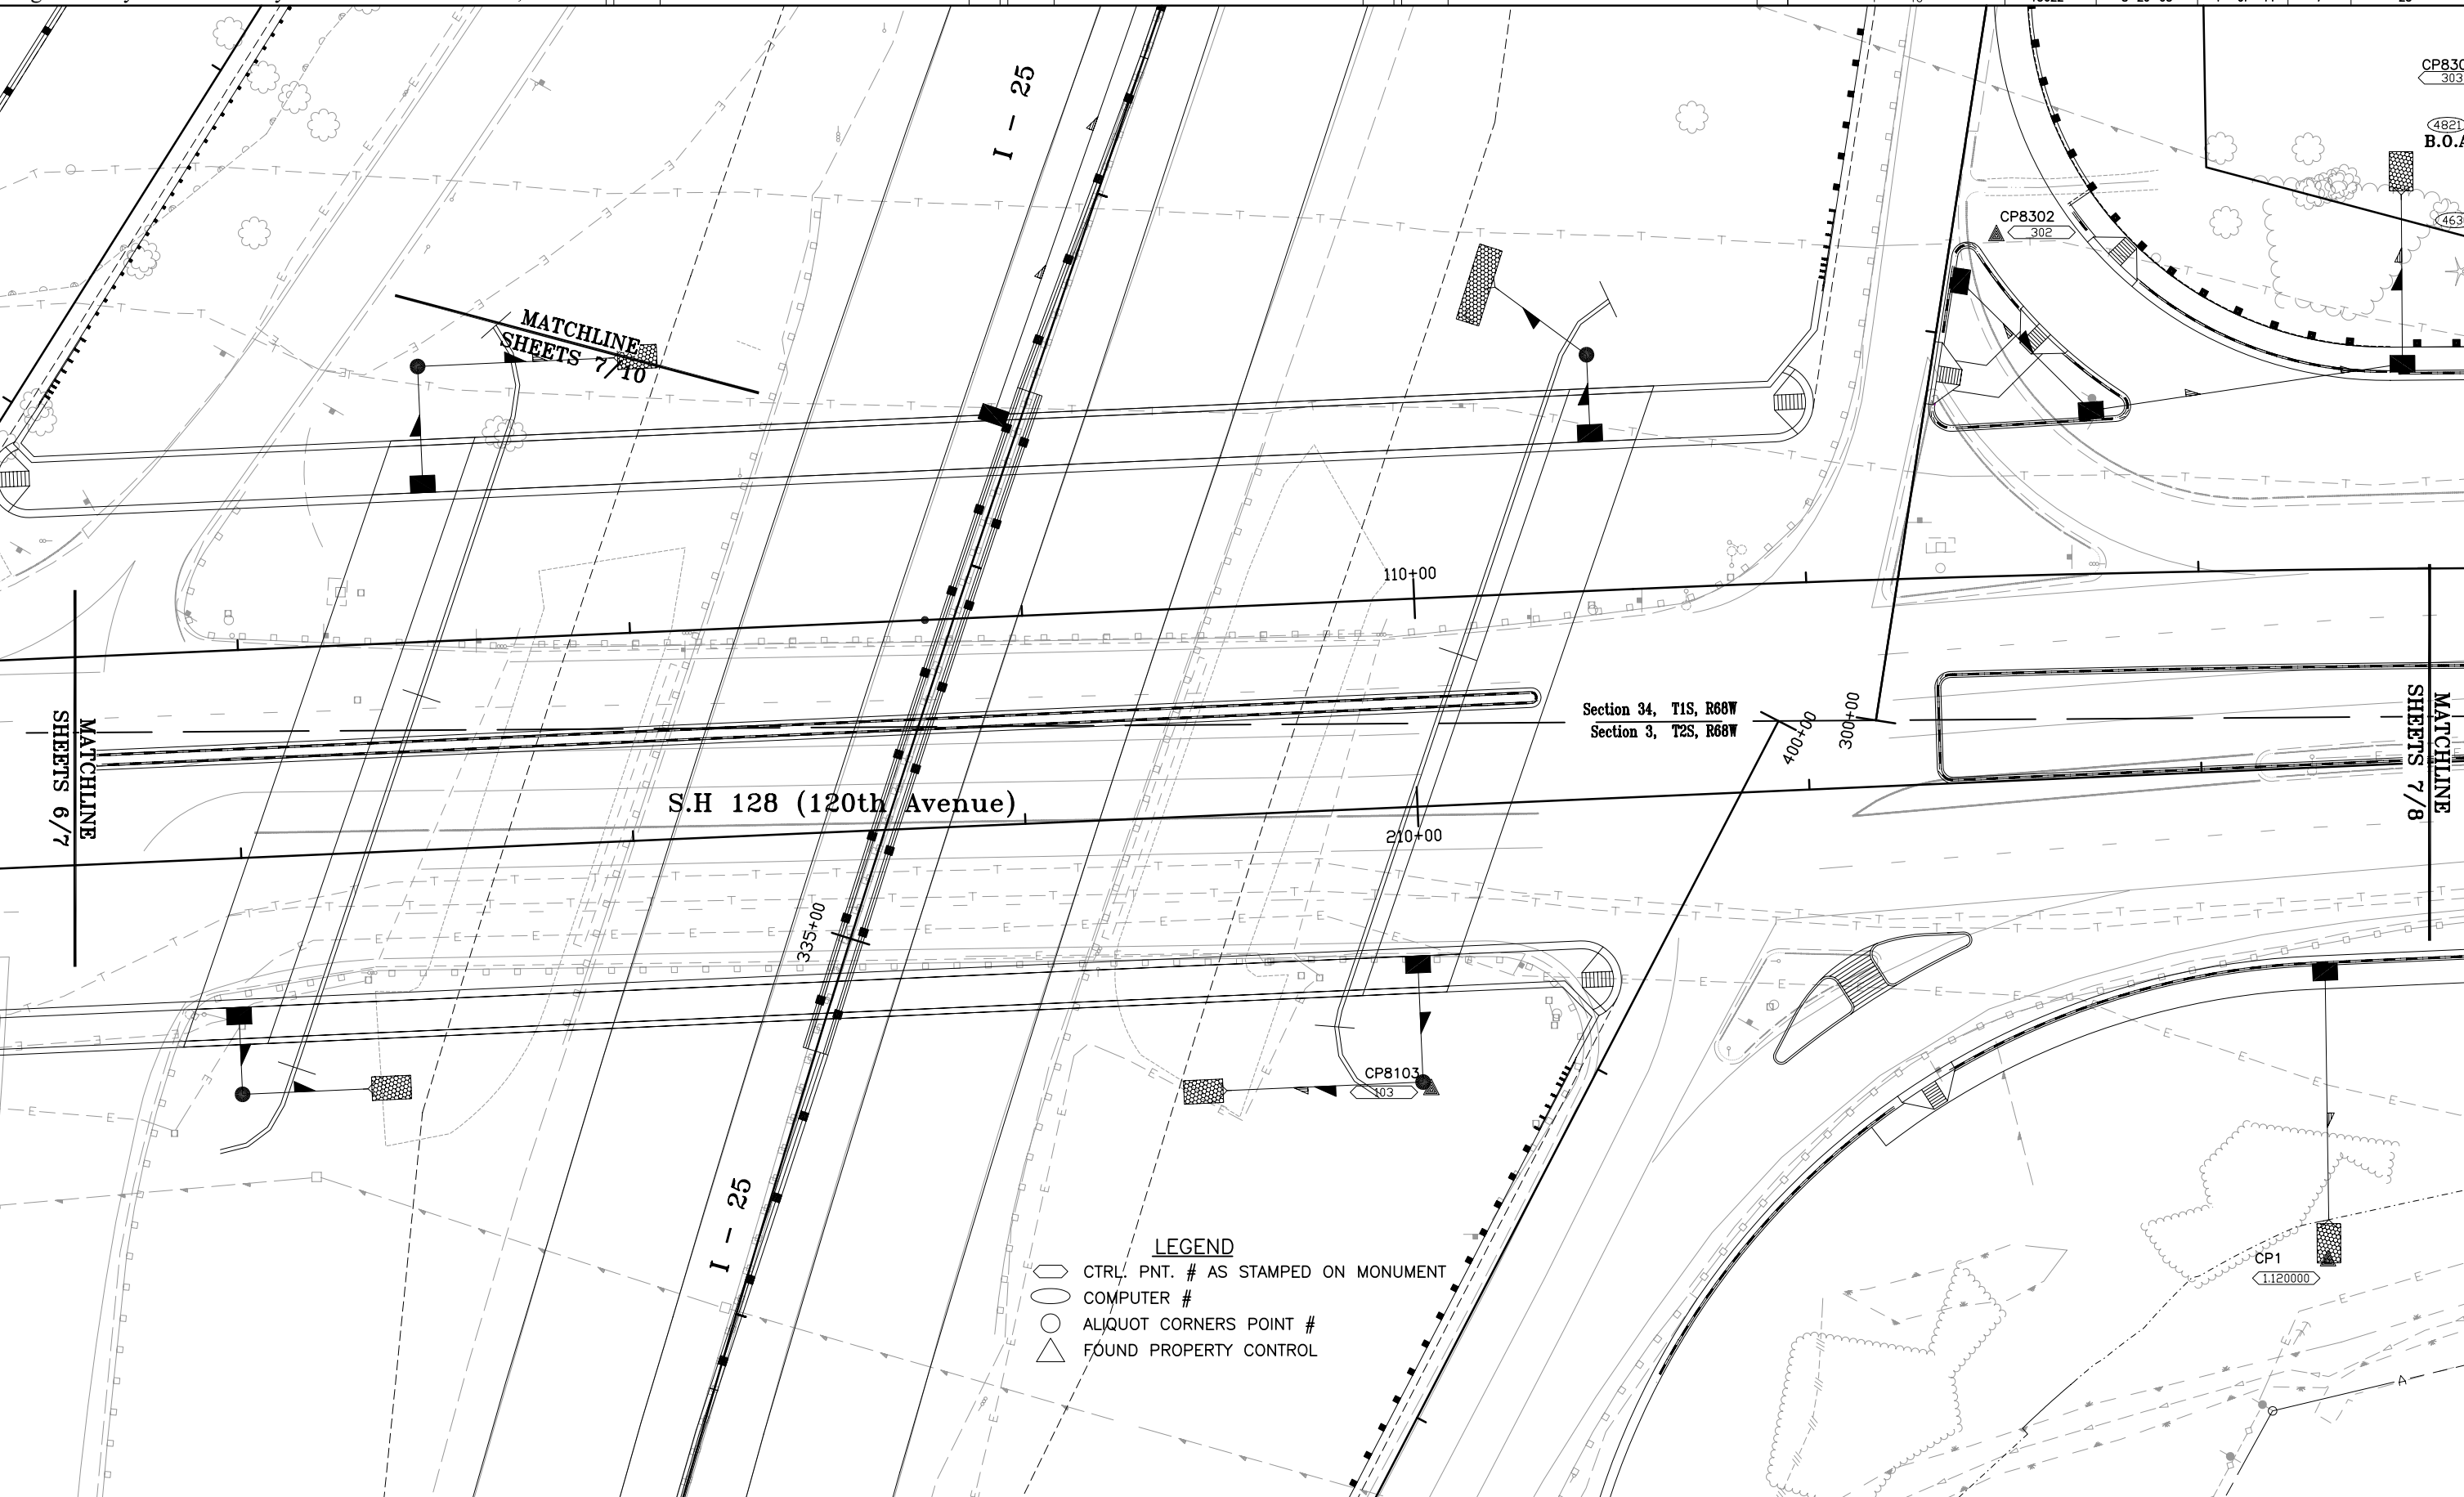 I - 25
CP8302
302
303
4821
B.O.A
MATCHLINE
SHEETS 7/10
110+00
MATCHLINE
SHEETS 6/7
Section 34, T1S, R68W
Section 3, T2S, R68W
400+00
300+00
MATCHLINE
SHEETS 7/8
S.H 128 (120th Avenue)
210+00
335+00
CP8103
103
I - 25
LEGEND
CTRL. PNT. # AS STAMPED ON MONUMENT
COMPUTER #
ALIQUOT CORNERS POINT #
FOUND PROPERTY CONTROL
CP1
1.120000